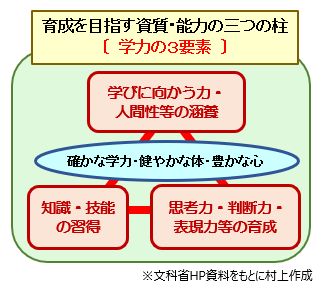 育成を目指す資質・能力の三つの柱
〔 学力の３要素 〕
学びに向かう力・
人間性等の涵養
確かな学力・健やかな体・豊かな心
知識・技能
の習得
思考力・判断力・
表現力等の育成
※文科省HP資料をもとに村上作成